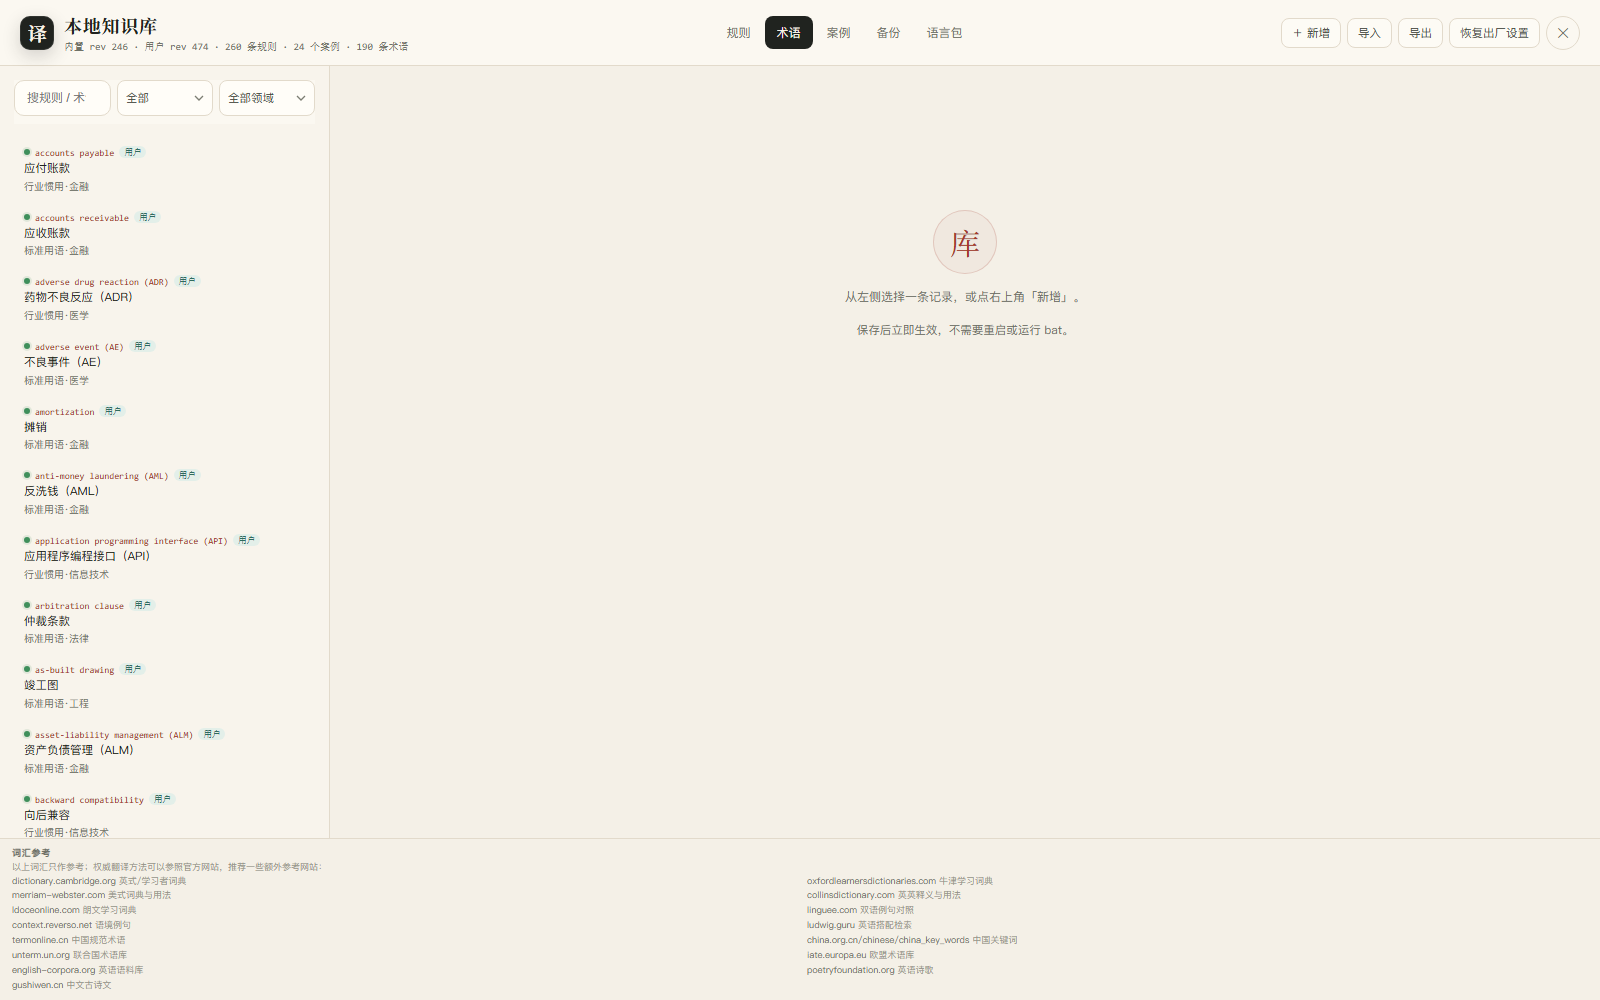 译
本地知识库
内置 rev 246 · 用户 rev 474 · 260 条规则 · 24 个案例 · 190 条术语
规则
术语
案例
备份
语言包
+ 新增
导入
导出
恢复出厂设置
搜规则 / 术
全部
全部领域
accounts payable 用户
应付账款
行业惯用·金融
accounts receivable 用户
应收账款
标准用语·金融
adverse drug reaction (ADR) 用户
药物不良反应（ADR）
行业惯用·医学
adverse event (AE) 用户
不良事件（AE）
标准用语·医学
amortization 用户
摊销
标准用语·金融
anti-money laundering (AML) 用户
反洗钱（AML）
标准用语·金融
application programming interface (API) 用户
应用程序编程接口（API）
行业惯用·信息技术
arbitration clause 用户
仲裁条款
标准用语·法律
as-built drawing 用户
竣工图
标准用语·工程
asset-liability management (ALM) 用户
资产负债管理（ALM）
标准用语·金融
backward compatibility 用户
向后兼容
行业惯用·信息技术
库
从左侧选择一条记录，或点右上角「新增」。
保存后立即生效，不需要重启或运行 bat。
词汇参考
以上词汇只作参考；权威翻译方法可以参照官方网站，推荐一些额外参考网站：
dictionary.cambridge.org 英式/学习者词典
oxfordlearnersdictionaries.com 牛津学习词典
merriam-webster.com 美式词典与用法
collinsdictionary.com 英英释义与用法
ldoceonline.com 朗文学习词典
linguee.com 双语例句对照
context.reverso.net 语境例句
ludwig.guru 英语搭配检索
termonline.cn 中国规范术语
china.org.cn/chinese/china_key_words 中国关键词
unterm.un.org 联合国术语库
iate.europa.eu 欧盟术语库
english-corpora.org 英语语料库
poetryfoundation.org 英语诗歌
gushiwen.cn 中文古诗文